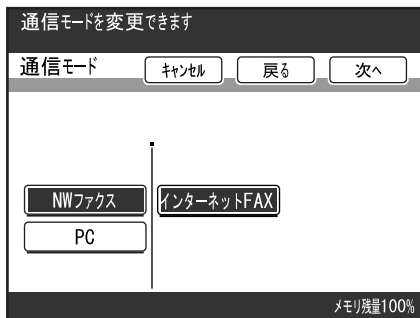 通信モードを変更できます
通信モード キャンセル 戻る 次へ
NWファクス インターネットFAX
PC
メモリ残量100%